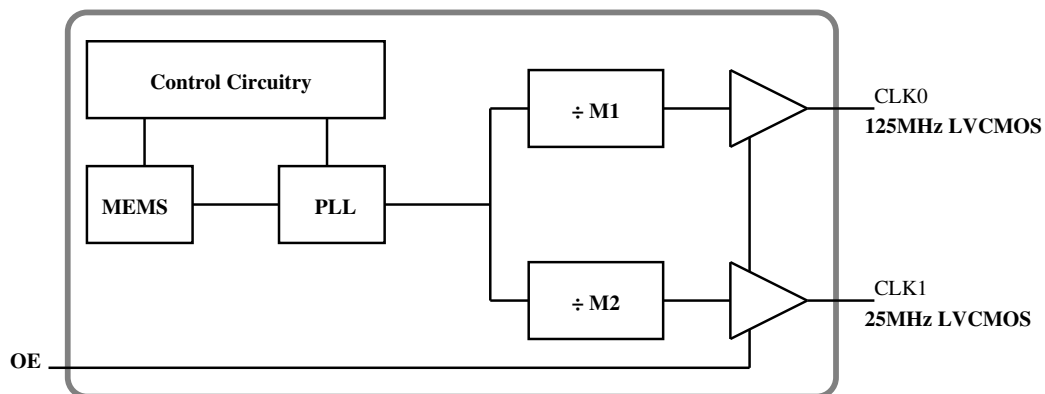 Control Circuitry
MEMS
PLL
÷ M1
÷ M2
CLK0
125MHz LVCMOS
CLK1
25MHz LVCMOS
OE